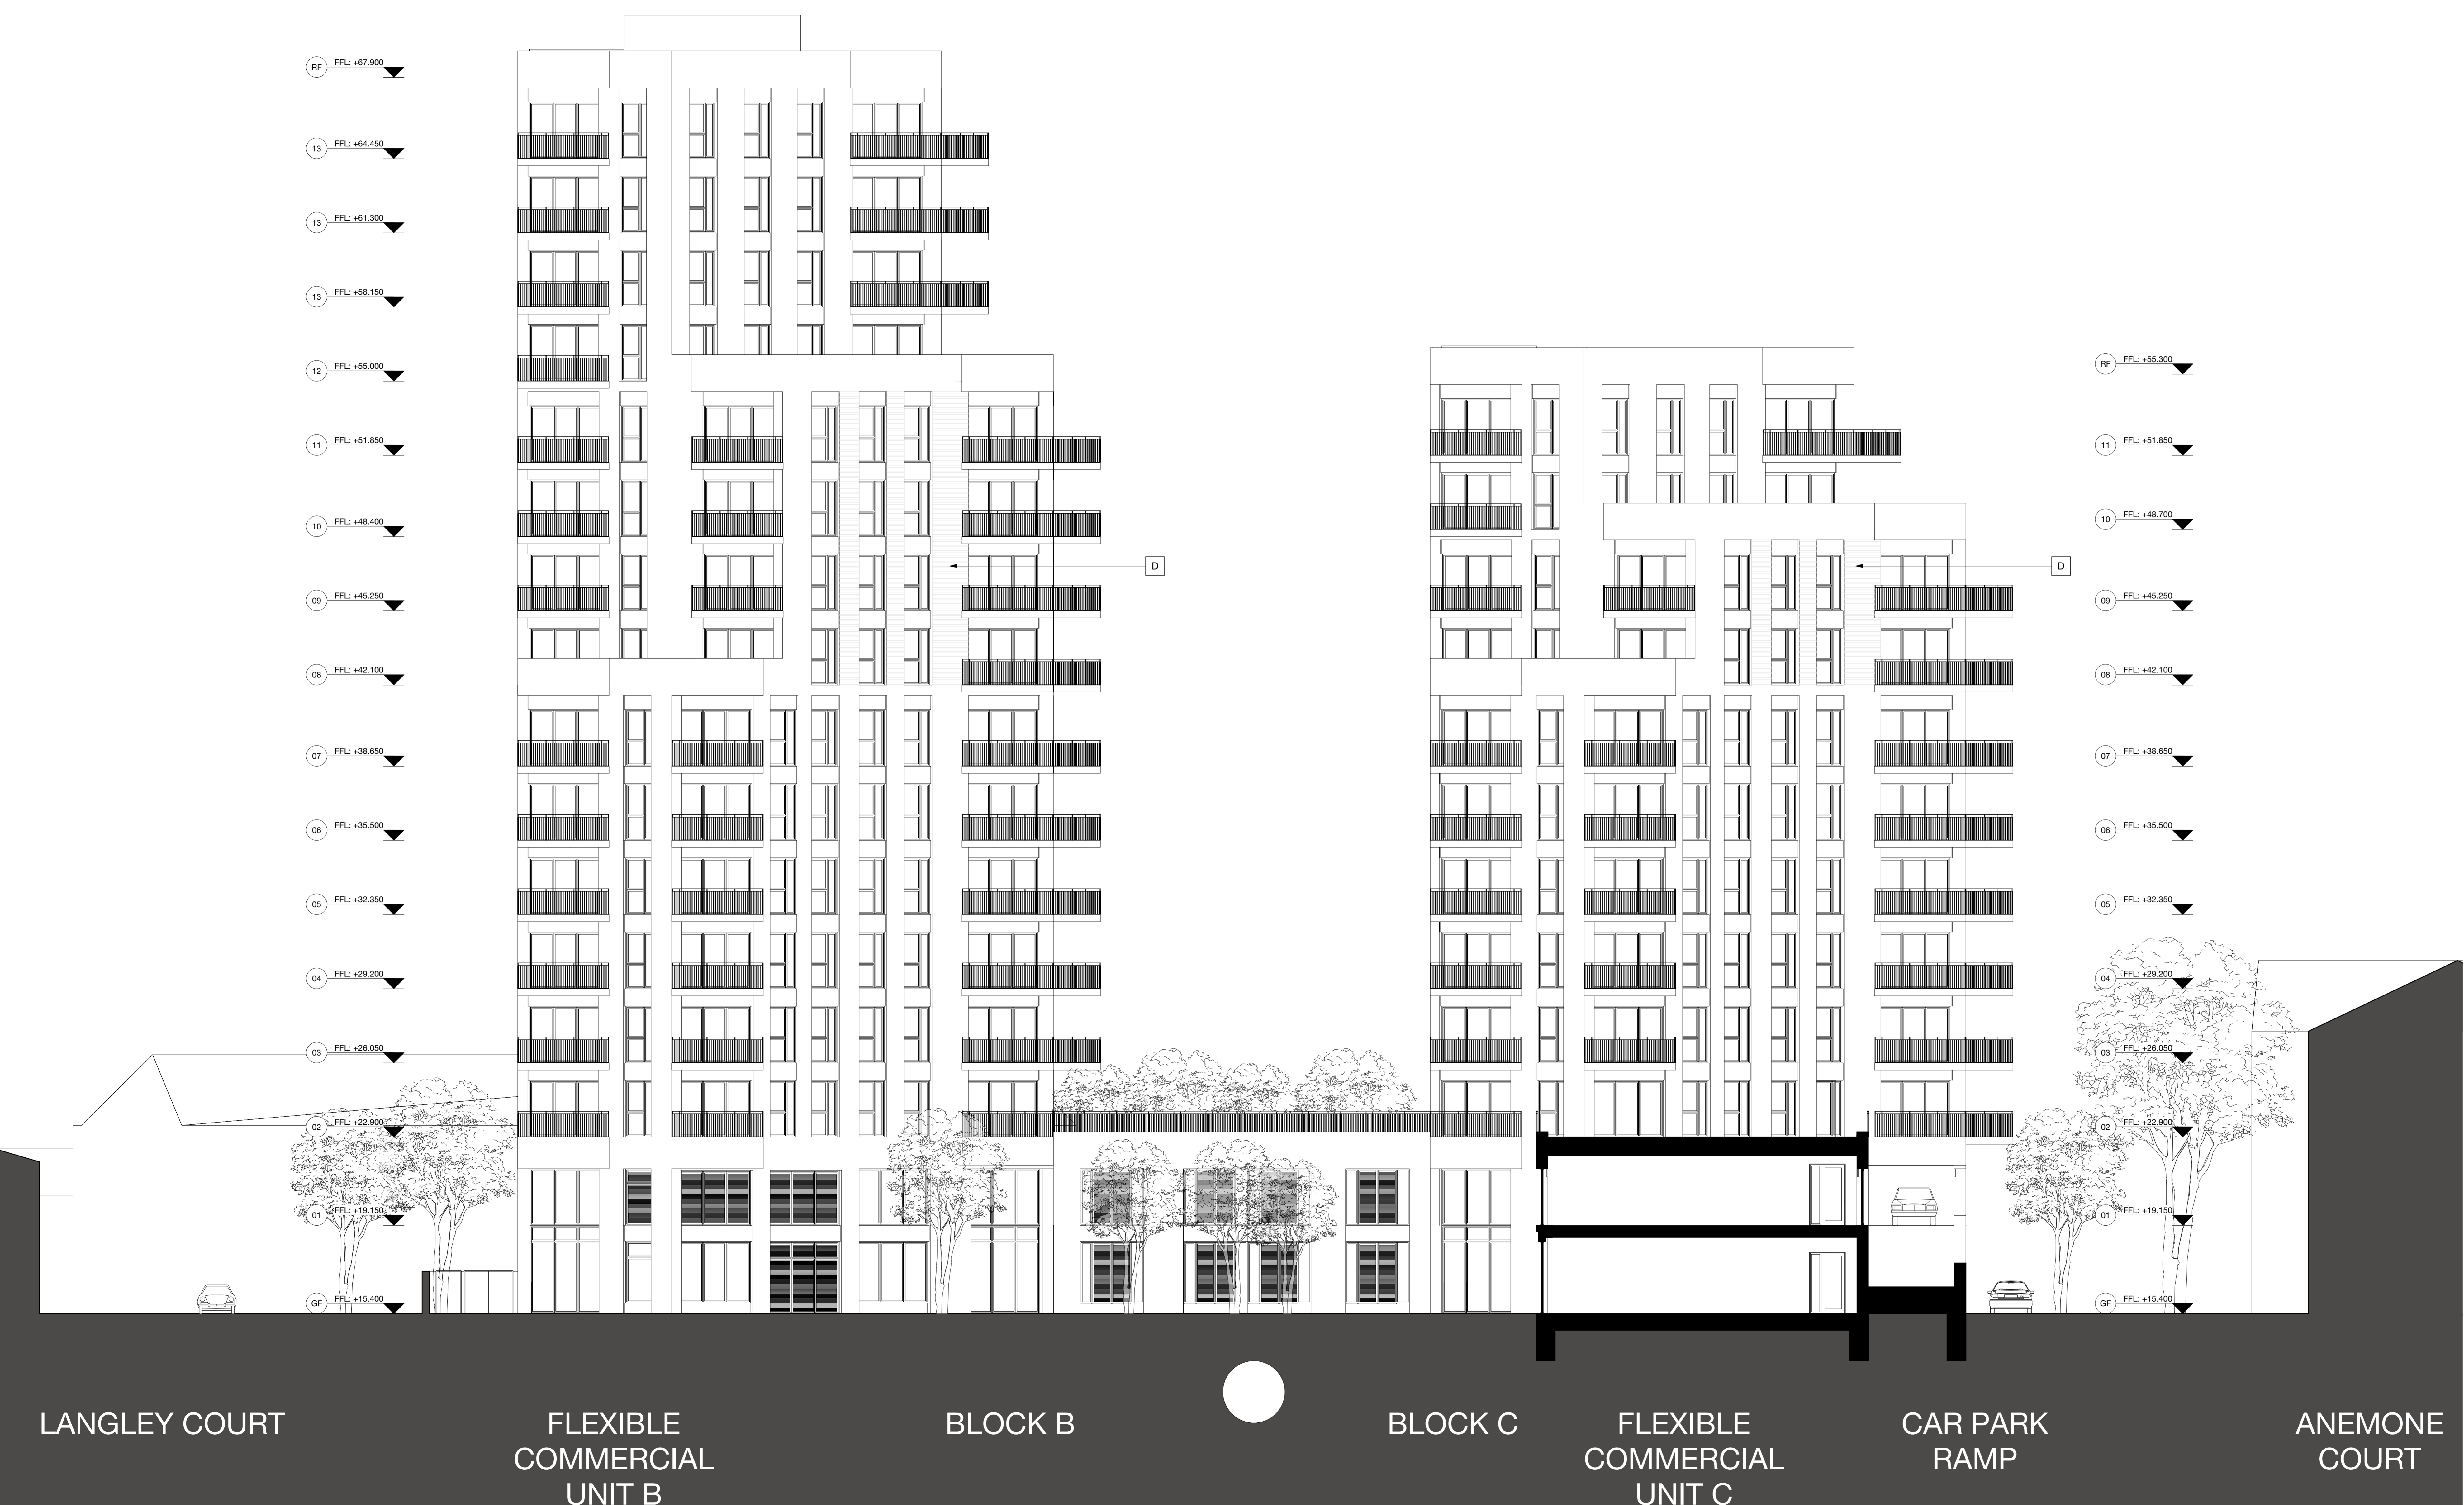 RF FFL: +67.900
13 FFL: +64.450
13 FFL: +61.300
13 FFL: +58.150
12 FFL: +55.000
11 FFL: +51.850
10 FFL: +48.400
09 FFL: +45.250
08 FFL: +42.100
07 FFL: +38.650
06 FFL: +35.500
05 FFL: +32.350
04 FFL: +29.200
03 FFL: +26.050
02 FFL: +22.900
01 FFL: +19.150
GF FFL: +15.400
D
D
RF FFL: +55.300
11 FFL: +51.850
10 FFL: +48.700
09 FFL: +45.250
08 FFL: +42.100
07 FFL: +38.650
06 FFL: +35.500
05 FFL: +32.350
04 FFL: +29.200
03 FFL: +26.050
02 FFL: +22.900
01 FFL: +19.150
GF FFL: +15.400
LANGLEY COURT
FLEXIBLE
COMMERCIAL
UNIT B
BLOCK B
BLOCK C
FLEXIBLE
COMMERCIAL
UNIT C
CAR PARK
RAMP
ANEMONE
COURT